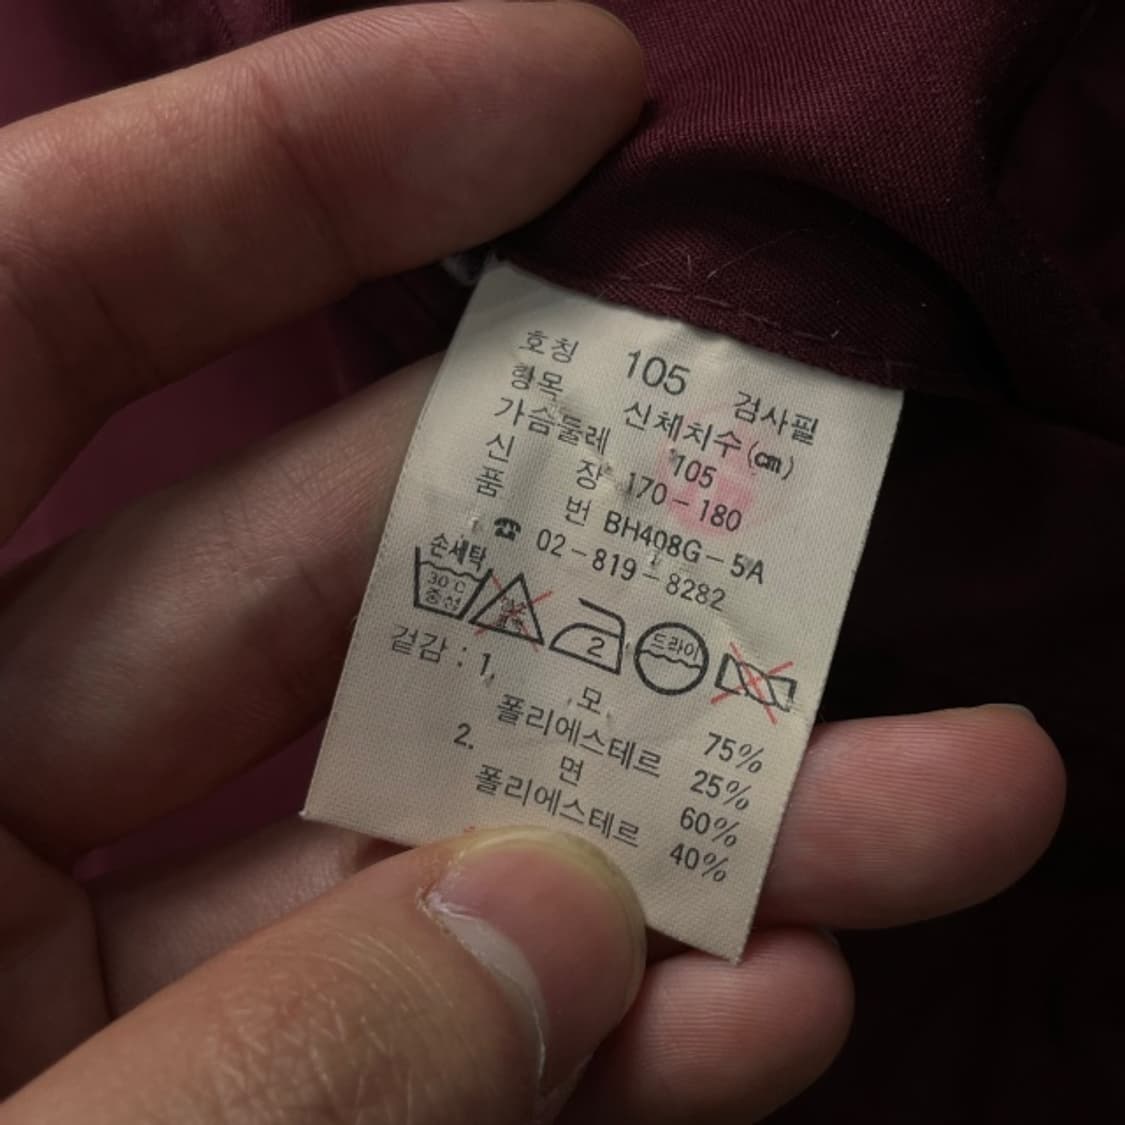 호칭 105 검사필
항목 신체치수(cm)
가슴둘레 105
신장 170-180
품번 BH408G-5A
☎ 02-819-8282
손세탁
30℃
중성
드라이
2
겉감 : 1. 모 75%
폴리에스테르 25%
2. 면 60%
폴리에스테르 40%